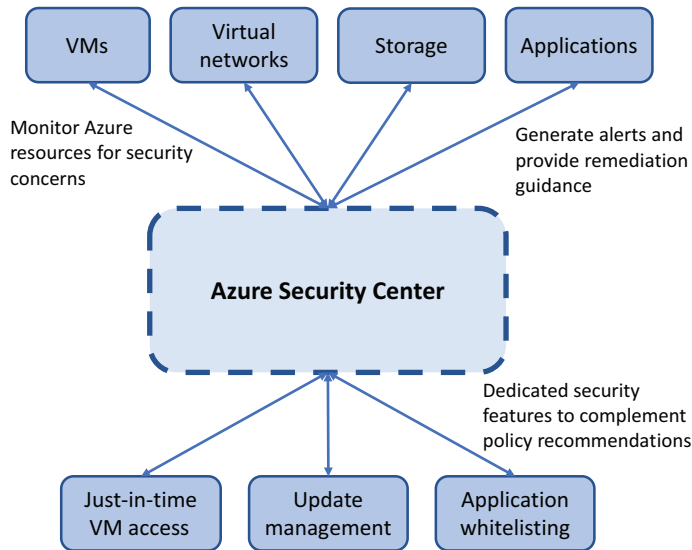 VMs
Virtual
networks
Storage
Applications
Monitor Azure
resources for security
concerns
Generate alerts and
provide remediation
guidance
Azure Security Center
Dedicated security
features to complement
policy recommendations
Just-in-time
VM access
Update
management
Application
whitelisting